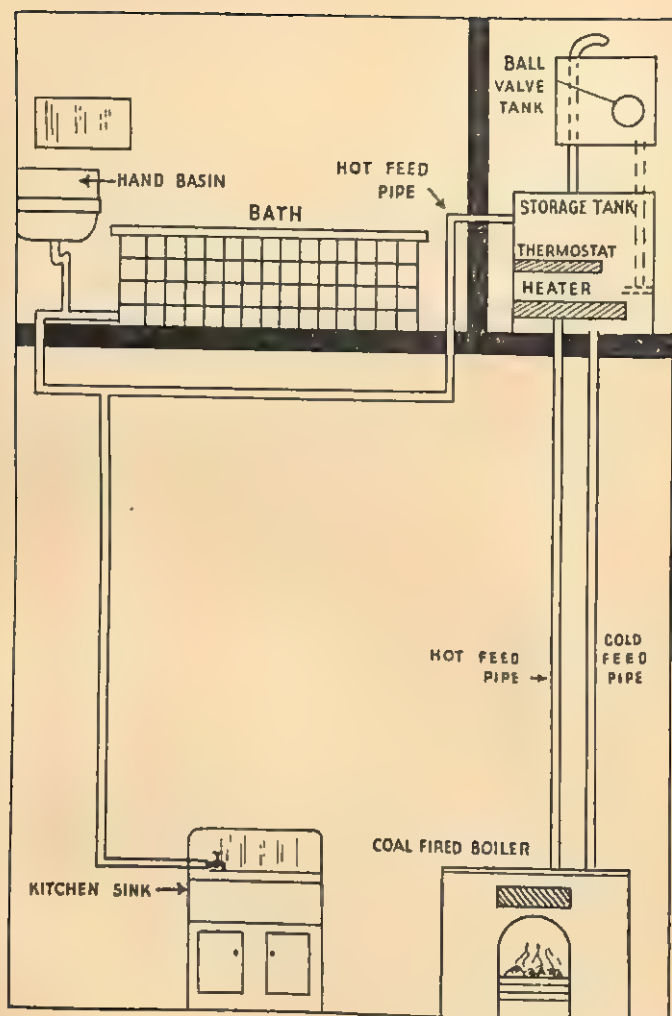 BALL
VALVE
TANK
HAND BASIN
HOT FEED
PIPE
BATH
STORAGE TANK
THERMOSTAT
HEATER
HOT FEED
PIPE
COLD
FEED
PIPE
COAL FIRED BOILER
KITCHEN SINK